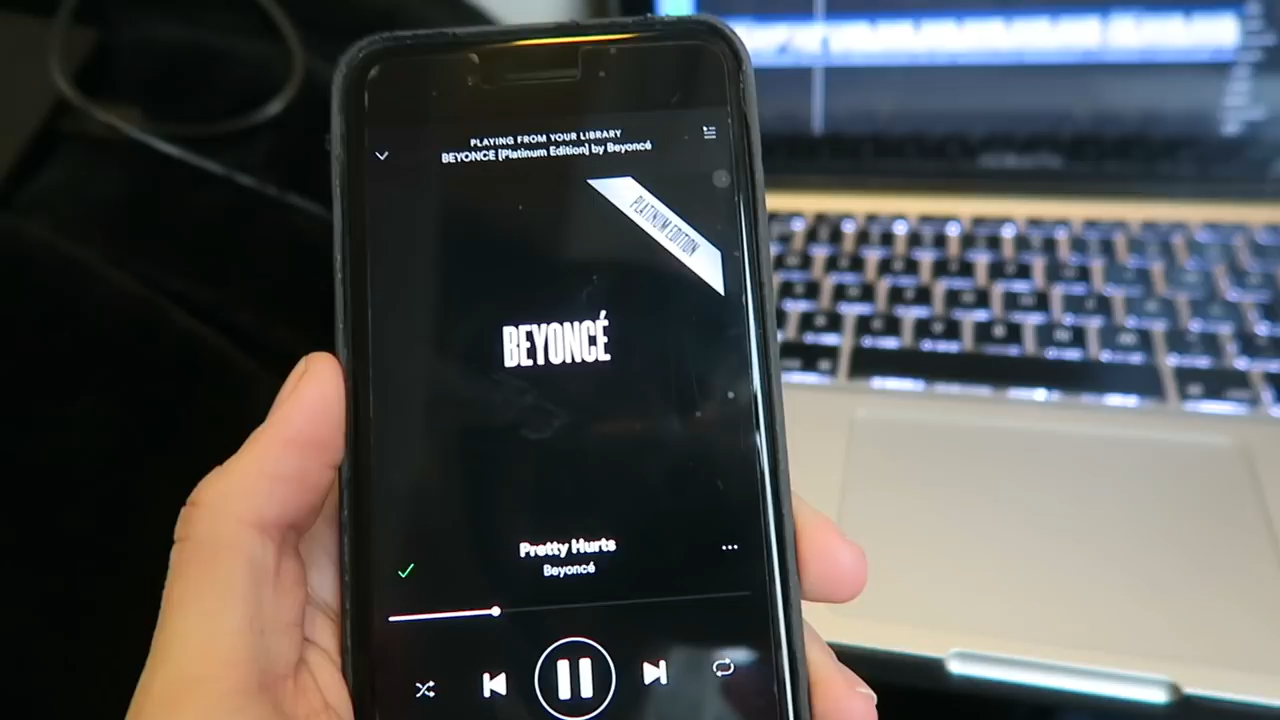 PLAYING FROM YOUR LIBRARY
BEYONCE [Platinum Edition] by Beyoncé
PLATINUM EDITION
BEYONCÉ
Pretty Hurts
Beyoncé